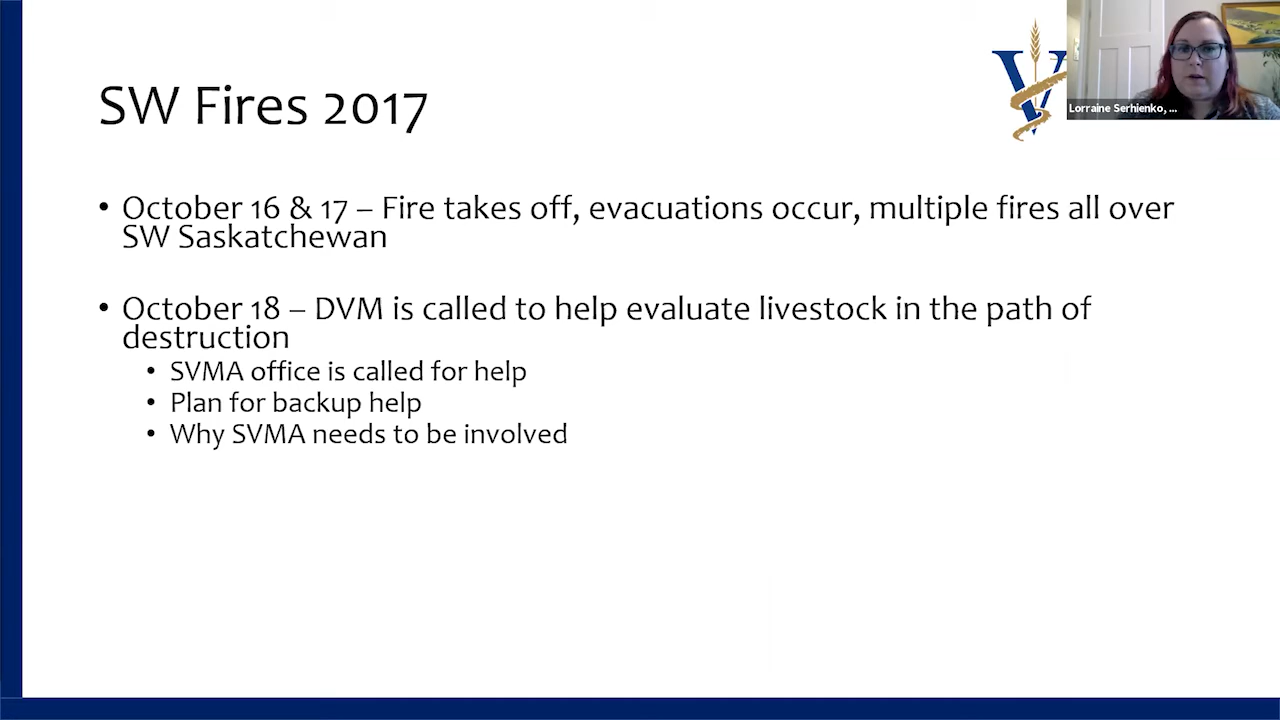 SW Fires 2017
Lorraine Serhienko, ...
• October 16 & 17 – Fire takes off, evacuations occur, multiple fires all over
SW Saskatchewan
• October 18 – DVM is called to help evaluate livestock in the path of
destruction
• SVMA office is called for help
• Plan for backup help
• Why SVMA needs to be involved